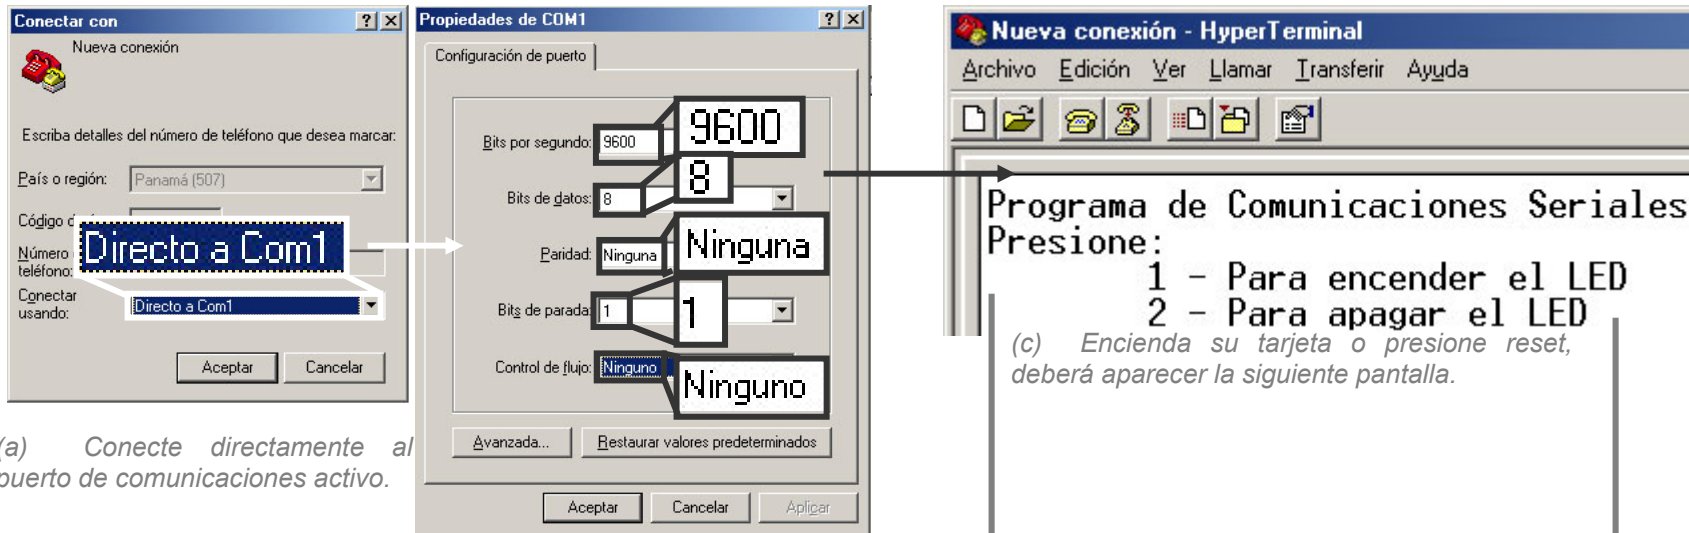 Conectar con
Nueva conexión
Escriba detalles del número de teléfono que desea marcar:
País o región: Panamá (507)
Código
Directo a Com1
Número
teléfono:
Conectar
usando: Directo a Com1
Aceptar Cancelar
(a) Conecte directamente al
puerto de comunicaciones activo.
Propiedades de COM1
Configuración de puerto
Bits por segundo: 9600 9600
Bits de datos: 8 8
Paridad: Ninguna Ninguna
Bits de parada: 1 1
Control de flujo: Ninguno Ninguno
Avanzada... Restaurar valores predeterminados
Aceptar Cancelar Aplicar
Nueva conexión - HyperTerminal
Archivo Edición Ver Llamar Transferir Ayuda
Programa de Comunicaciones Seriales
Presione:
1 - Para encender el LED
2 - Para apagar el LED
(c) Encienda su tarjeta o presione reset,
deberá aparecer la siguiente pantalla.